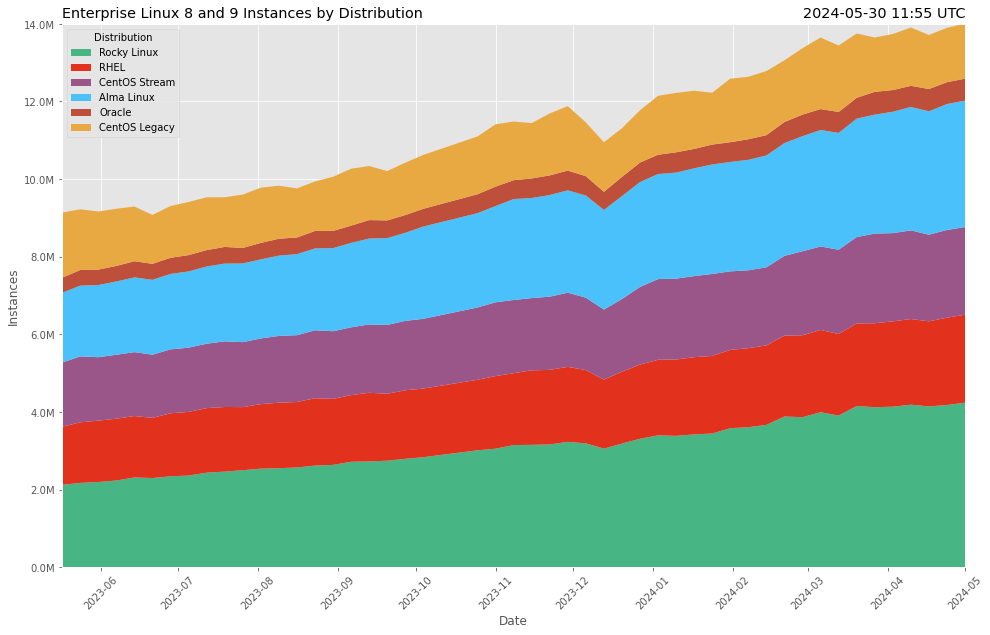 Enterprise Linux 8 and 9 Instances by Distribution
2024-05-30 11:55 UTC
Distribution
Rocky Linux
RHEL
CentOS Stream
Alma Linux
Oracle
CentOS Legacy
14.0M
12.0M
10.0M
8.0M
6.0M
4.0M
2.0M
0.0M
Instances
2023-06
2023-07
2023-08
2023-09
2023-10
2023-11
2023-12
2024-01
2024-02
2024-03
2024-04
2024-05
Date